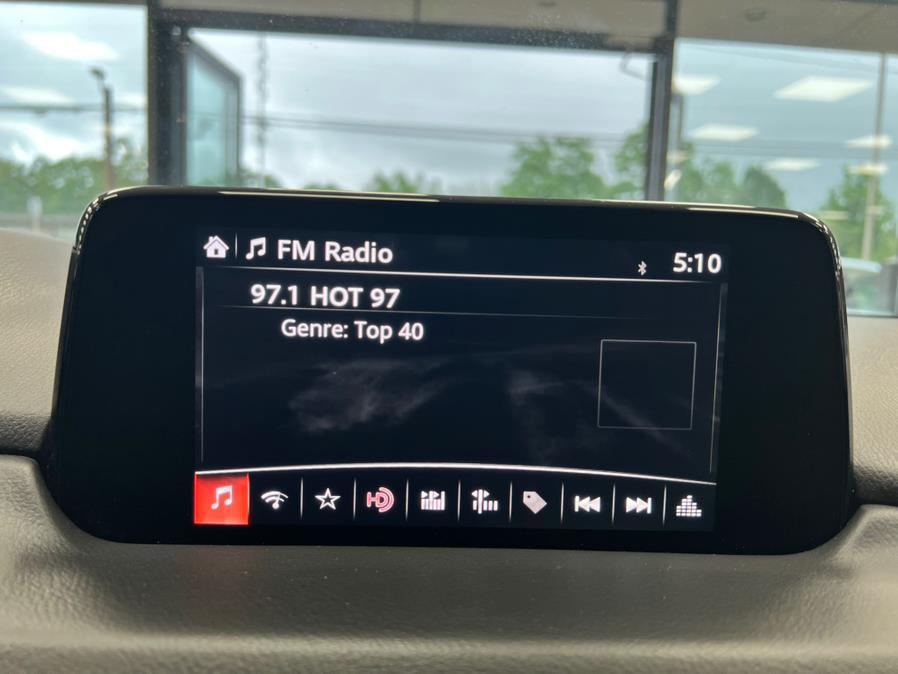 FM Radio
5:10
97.1 HOT 97
Genre: Top 40
HD